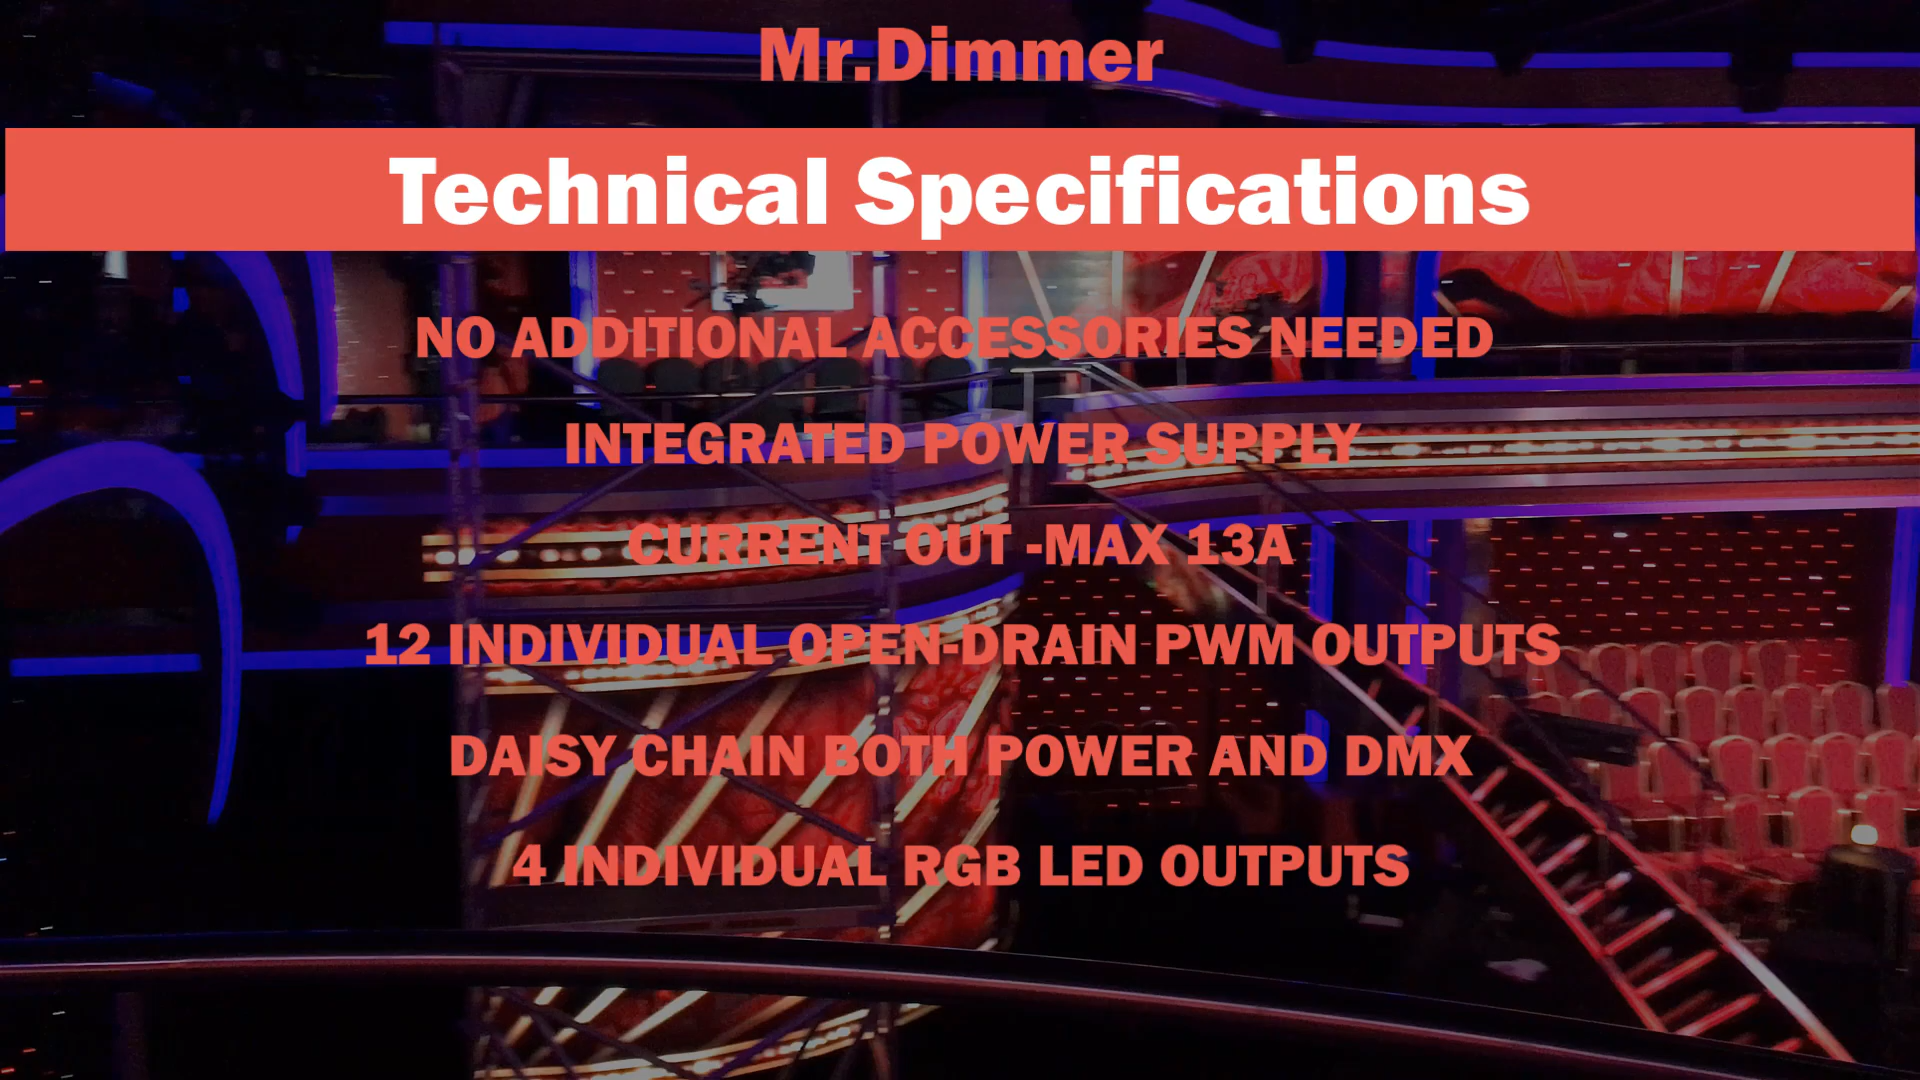 Mr.Dimmer
Technical Specifications
NO ADDITIONAL ACCESSORIES NEEDED
INTEGRATED POWER SUPPLY
CURRENT OUT -MAX 13A
12 INDIVIDUAL OPEN-DRAIN PWM OUTPUTS
DAISY CHAIN BOTH POWER AND DMX
4 INDIVIDUAL RGB LED OUTPUTS